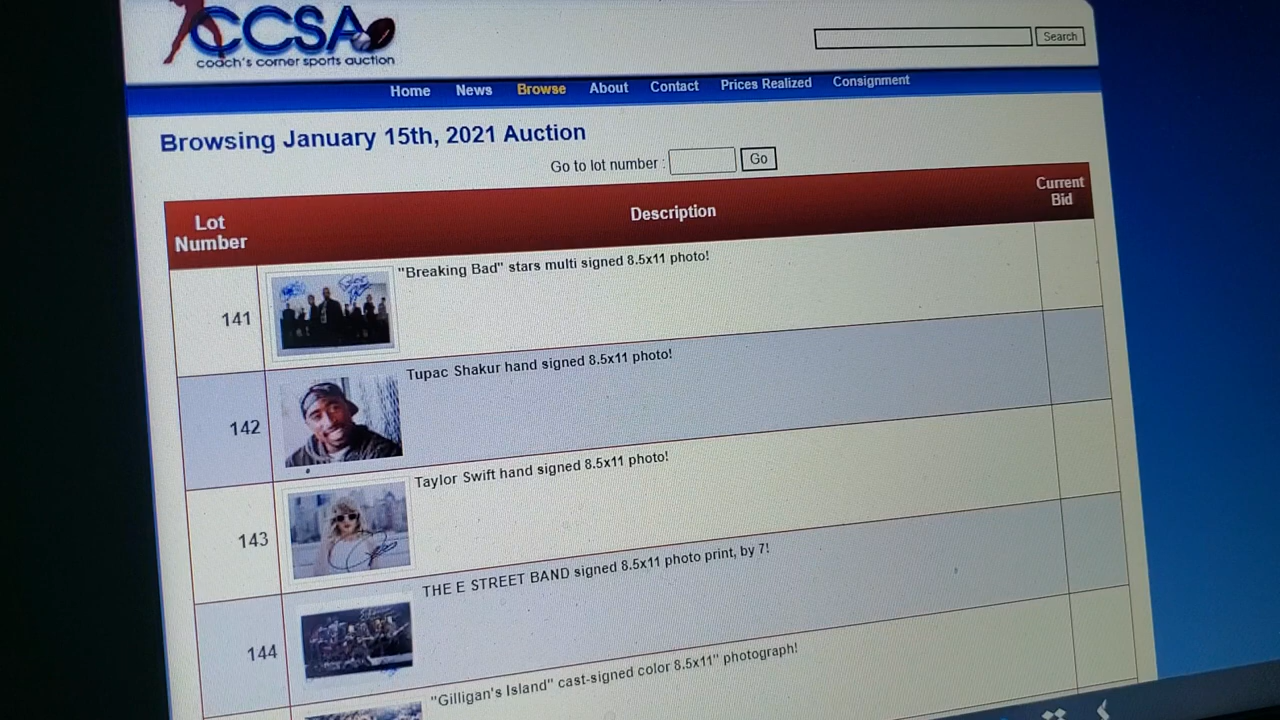 CCSA
coach's corner sports auction
Search
Home News Browse About Contact Prices Realized Consignment
Browsing January 15th, 2021 Auction
Go to lot number : Go
Lot Number Description Current Bid
141 "Breaking Bad" stars multi signed 8.5x11 photo!
142 Tupac Shakur hand signed 8.5x11 photo!
143 Taylor Swift hand signed 8.5x11 photo!
144 THE E STREET BAND signed 8.5x11 photo print, by 7!
"Gilligan's Island" cast-signed color 8.5x11" photograph!